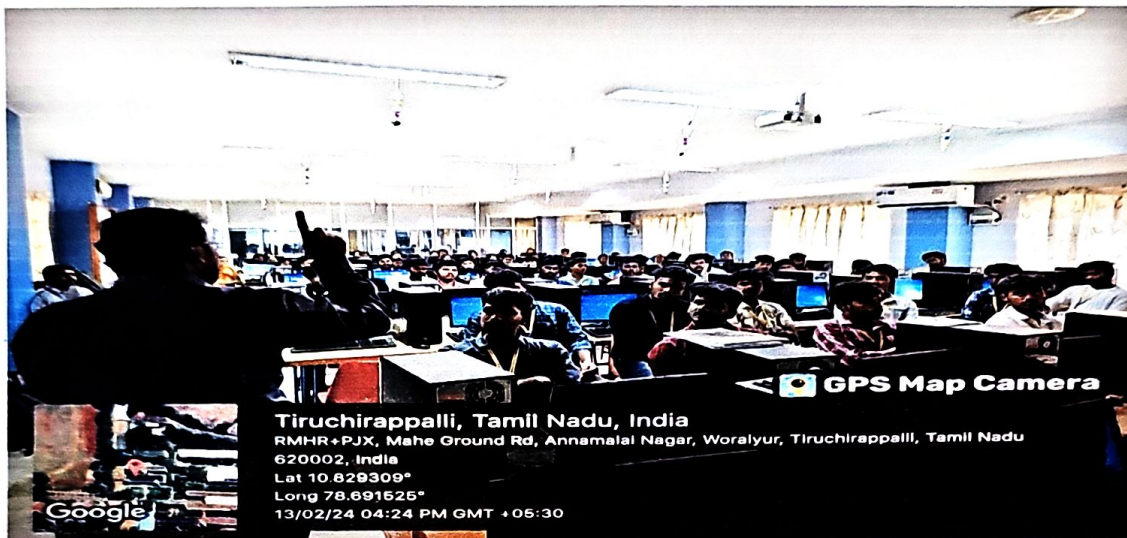 GPS Map Camera
Tiruchirappalli, Tamil Nadu, India
RMHR+PJX, Mahe Ground Rd, Annamalai Nagar, Woraiyur, Tiruchirappalli, Tamil Nadu
620002, India
Lat 10.829309°
Long 78.691525°
13/02/24 04:24 PM GMT +05:30
Google